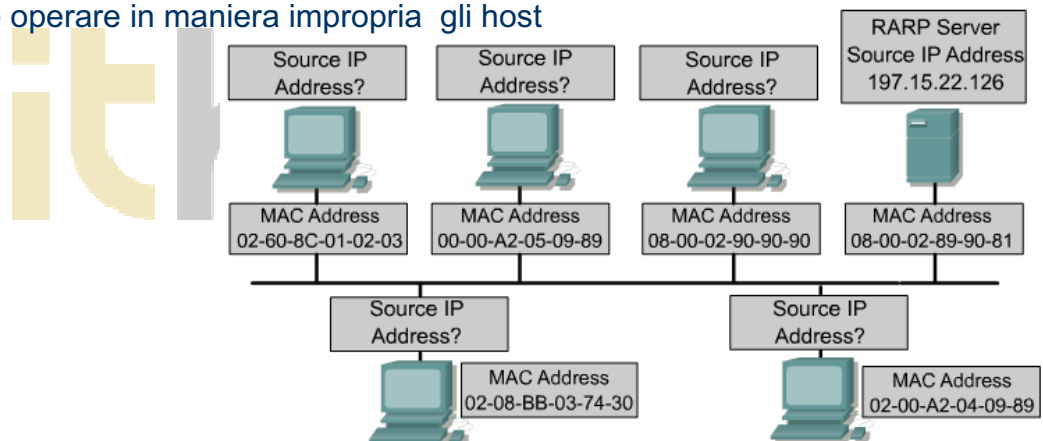 operare in maniera impropria gli host
Source IP
Address?
Source IP
Address?
Source IP
Address?
RARP Server
Source IP Address
197.15.22.126
MAC Address
02-60-8C-01-02-03
MAC Address
00-00-A2-05-09-89
MAC Address
08-00-02-90-90-90
MAC Address
08-00-02-89-90-81
Source IP
Address?
MAC Address
02-08-BB-03-74-30
Source IP
Address?
MAC Address
02-00-A2-04-09-89